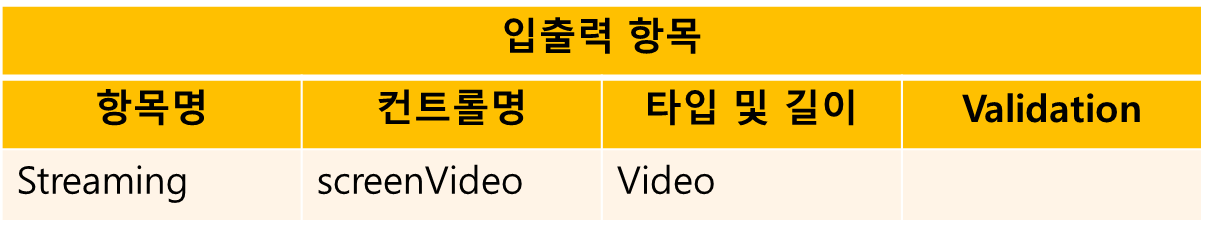 입출력 항목
항목명 컨트롤명 타입 및 길이 Validation
Streaming screenVideo Video